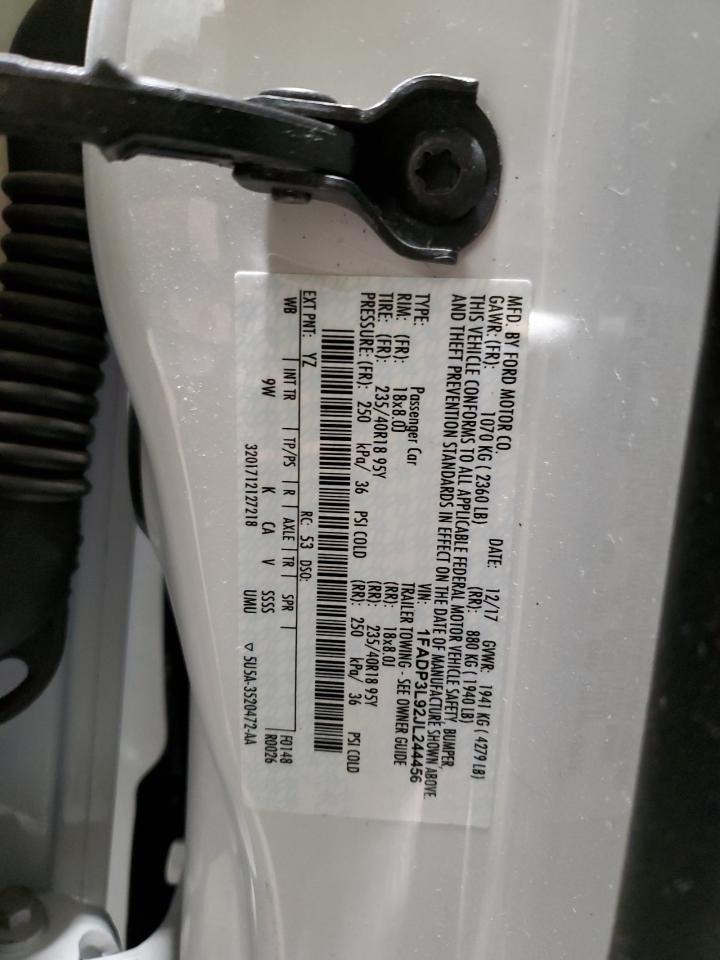 MFD. BY FORD MOTOR CO. DATE: 12/17 GVWR: 1941 KG ( 4279 LB)
GAWR: (FR): 1070 KG ( 2360 LB) (RR): 880 KG ( 1940 LB)
THIS VEHICLE CONFORMS TO ALL APPLICABLE FEDERAL MOTOR VEHICLE SAFETY, BUMPER,
AND THEFT PREVENTION STANDARDS IN EFFECT ON THE DATE OF MANUFACTURE SHOWN ABOVE.
VIN: 1FADP3L92JL244456
TYPE: Passenger Car TRAILER TOWING - SEE OWNER GUIDE
RIM: (FR): 18x8.0J (RR): 18x8.0J
TIRE: (FR): 235/40R18 95Y (RR): 235/40R18 95Y
PRESSURE: (FR): 250 kPa/ 36 PSI COLD (RR): 250 kPa/ 36 PSI COLD
EXT PNT: YZ RC: 53 DSO:
WB INT TR TP/PS R AXLE TR SPR F0148
9W K CA V SSSS R0026
3201712127218 UMU ▽ 5U5A-3520472-AA